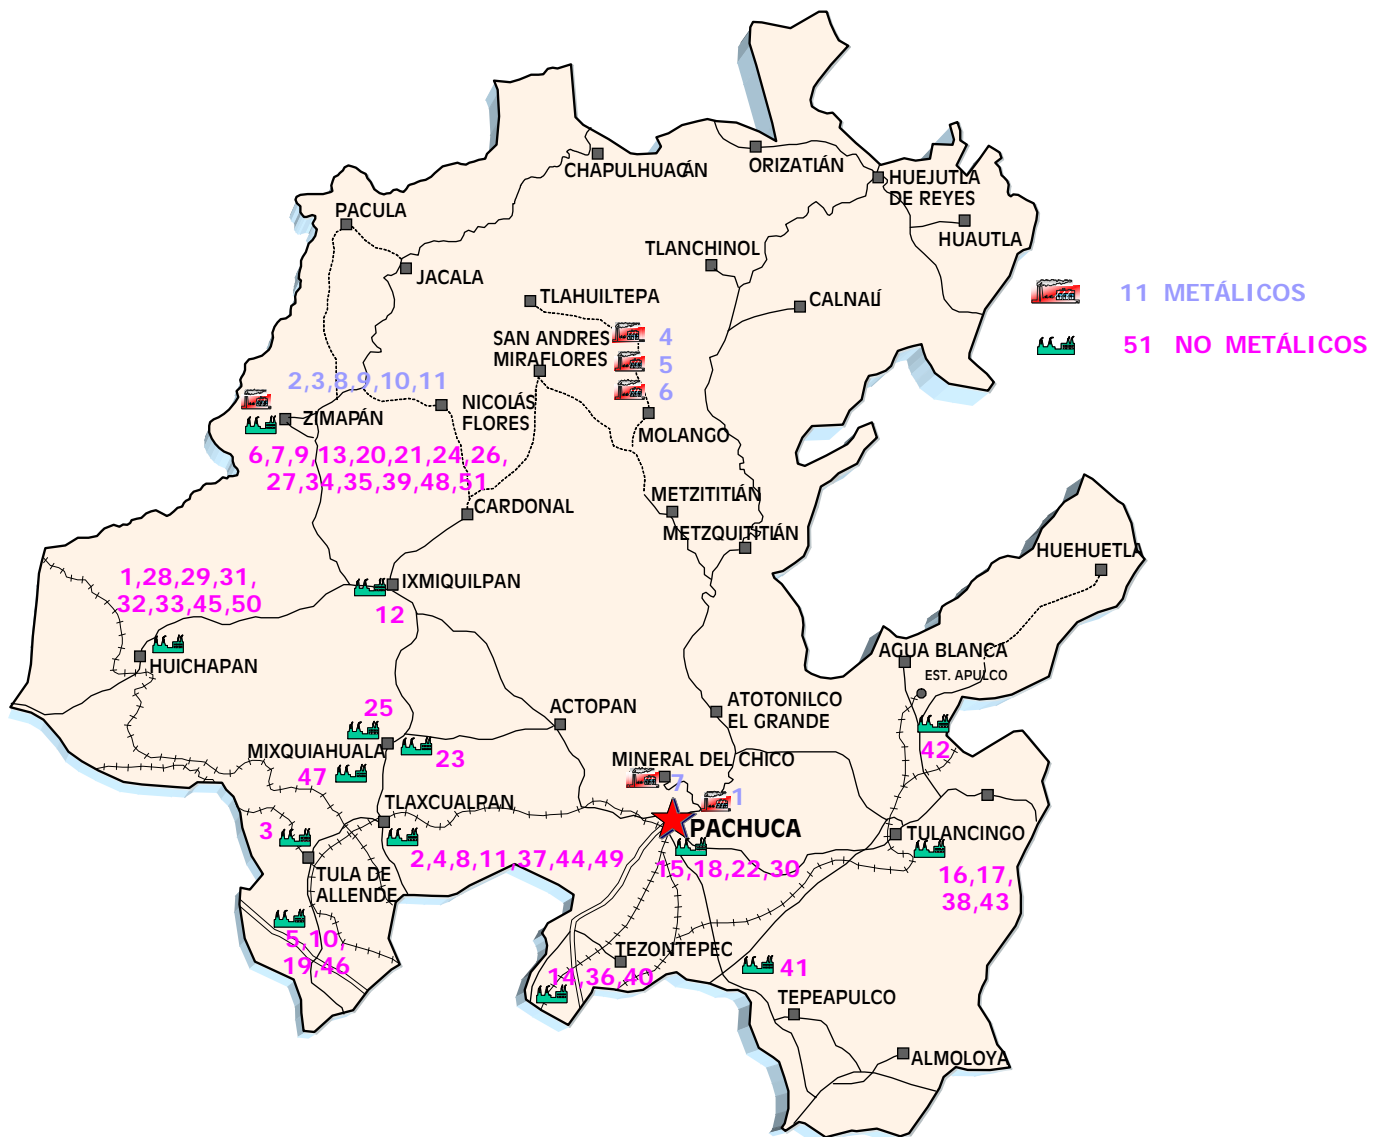 CHAPULHUACÁN
ORIZATLÁN
HUEJUTLA
DE REYES
PACULA
HUAUTLA
TLANCHINOL
JACALA
TLAHUILTEPA
CALNALÍ
11 METÁLICOS
SAN ANDRES
MIRAFLORES
4
5
6
51 NO METÁLICOS
2,3,8,9,10,11
NICOLÁS
FLORES
ZIMAPÁN
MOLANGO
6,7,9,13,20,21,24,26,
27,34,35,39,48,51
CARDONAL
METZITITLÁN
METZQUITITLÁN
HUEHUETLA
1,28,29,31,
32,33,45,50
IXMIQUILPAN
12
HUICHAPAN
AGUA BLANCA
EST. APULCO
ACTOPAN
ATOTONILCO
EL GRANDE
25
MIXQUIAHUALA
23
42
47
MINERAL DEL CHICO
7
1
TLAXCUALPAN
PACHUCA
TULANCINGO
3
2,4,8,11,37,44,49
15,18,22,30
TULA DE
ALLENDE
16,17,
38,43
5,10,
19,46
TEZONTEPEC
14,36,40
41
TEPEAPULCO
ALMOLOYA